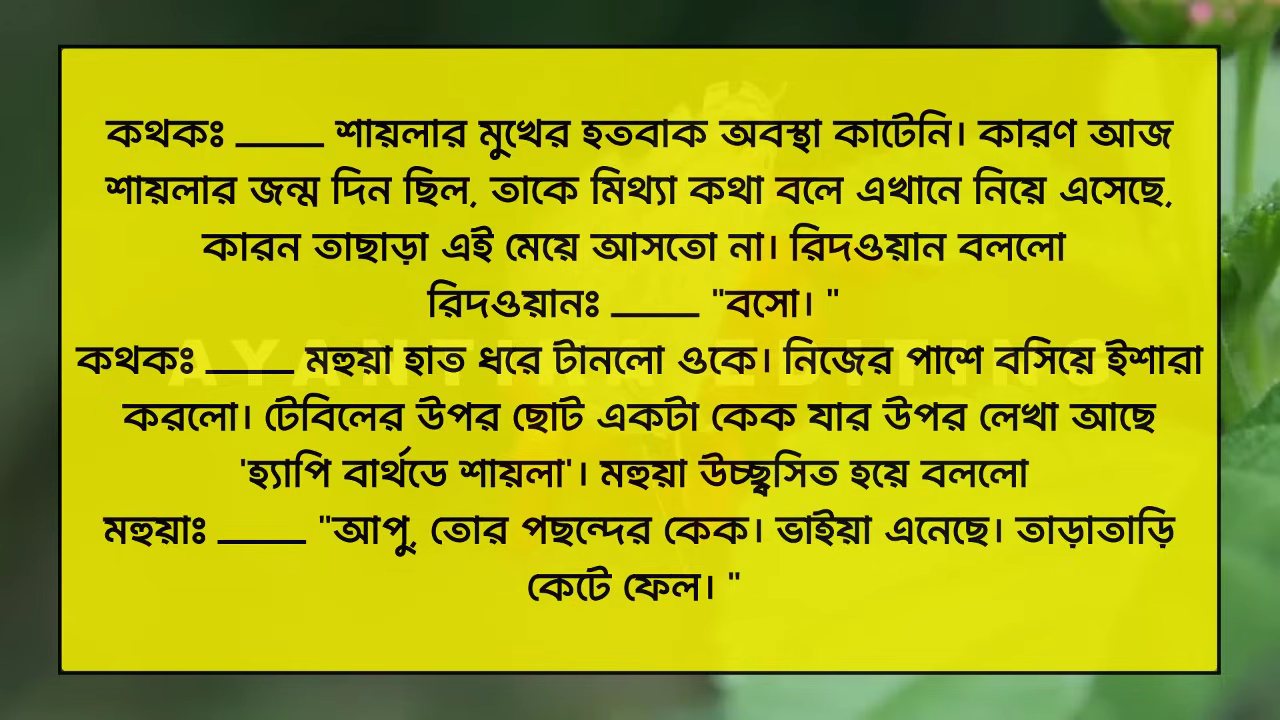 কথকঃ ____ শায়লার মুখের হতবাক অবস্থা কাটেনি। কারণ আজ
শায়লার জন্ম দিন ছিল, তাকে মিথ্যা কথা বলে এখানে নিয়ে এসেছে,
কারন তাছাড়া এই মেয়ে আসতো না। রিদওয়ান বললো
রিদওয়ানঃ ____ "বসো। "
কথকঃ ____ মহুয়া হাত ধরে টানলো ওকে। নিজের পাশে বসিয়ে ইশারা
করলো। টেবিলের উপর ছোট একটা কেক যার উপর লেখা আছে
'হ্যাপি বার্থডে শায়লা'। মহুয়া উচ্ছ্বসিত হয়ে বললো
মহুয়াঃ ____ "আপু, তোর পছন্দের কেক। ভাইয়া এনেছে। তাড়াতাড়ি
কেটে ফেল। "
AYANTIKA EDITING